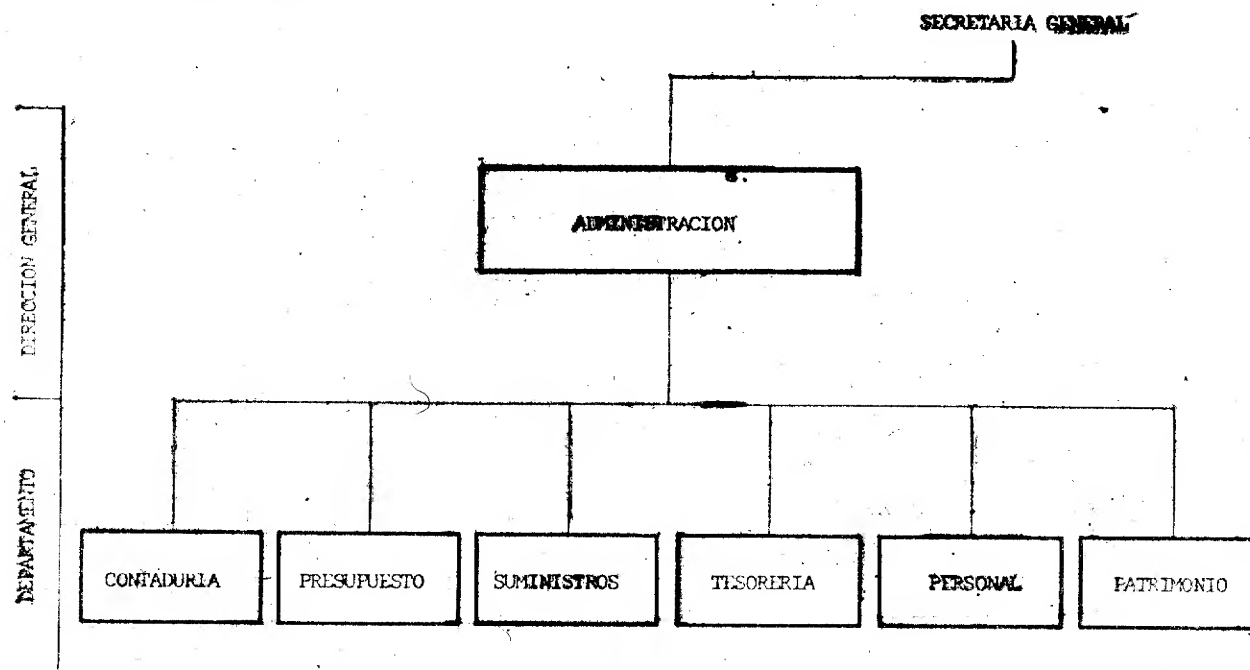 SECRETARIA GENERAL
DIRECCION GENERAL
ADMINISTRACION
DEPARTAMENTO
CONTADURIA
PRESUPUESTO
SUMINISTROS
TESORERIA
PERSONAL
PATRIMONIO